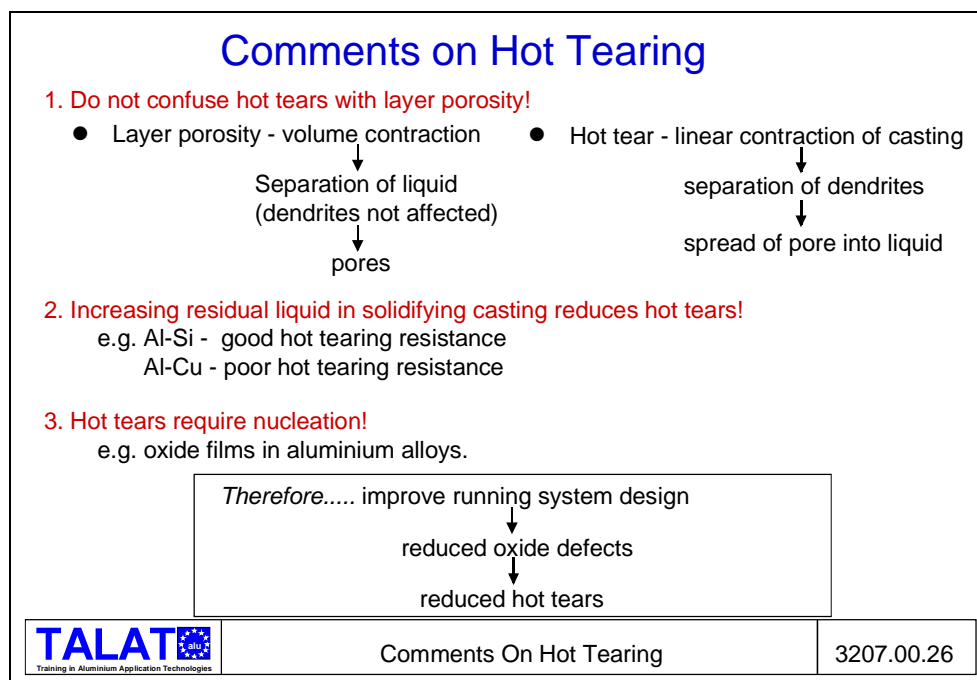 Comments on Hot Tearing
1. Do not confuse hot tears with layer porosity!
● Layer porosity - volume contraction
Separation of liquid
(dendrites not affected)
pores
● Hot tear - linear contraction of casting
separation of dendrites
spread of pore into liquid
2. Increasing residual liquid in solidifying casting reduces hot tears!
e.g. Al-Si - good hot tearing resistance
Al-Cu - poor hot tearing resistance
3. Hot tears require nucleation!
e.g. oxide films in aluminium alloys.
Therefore..... improve running system design
reduced oxide defects
reduced hot tears
TALAT
alu
Training in Aluminium Application Technologies
Comments On Hot Tearing
3207.00.26